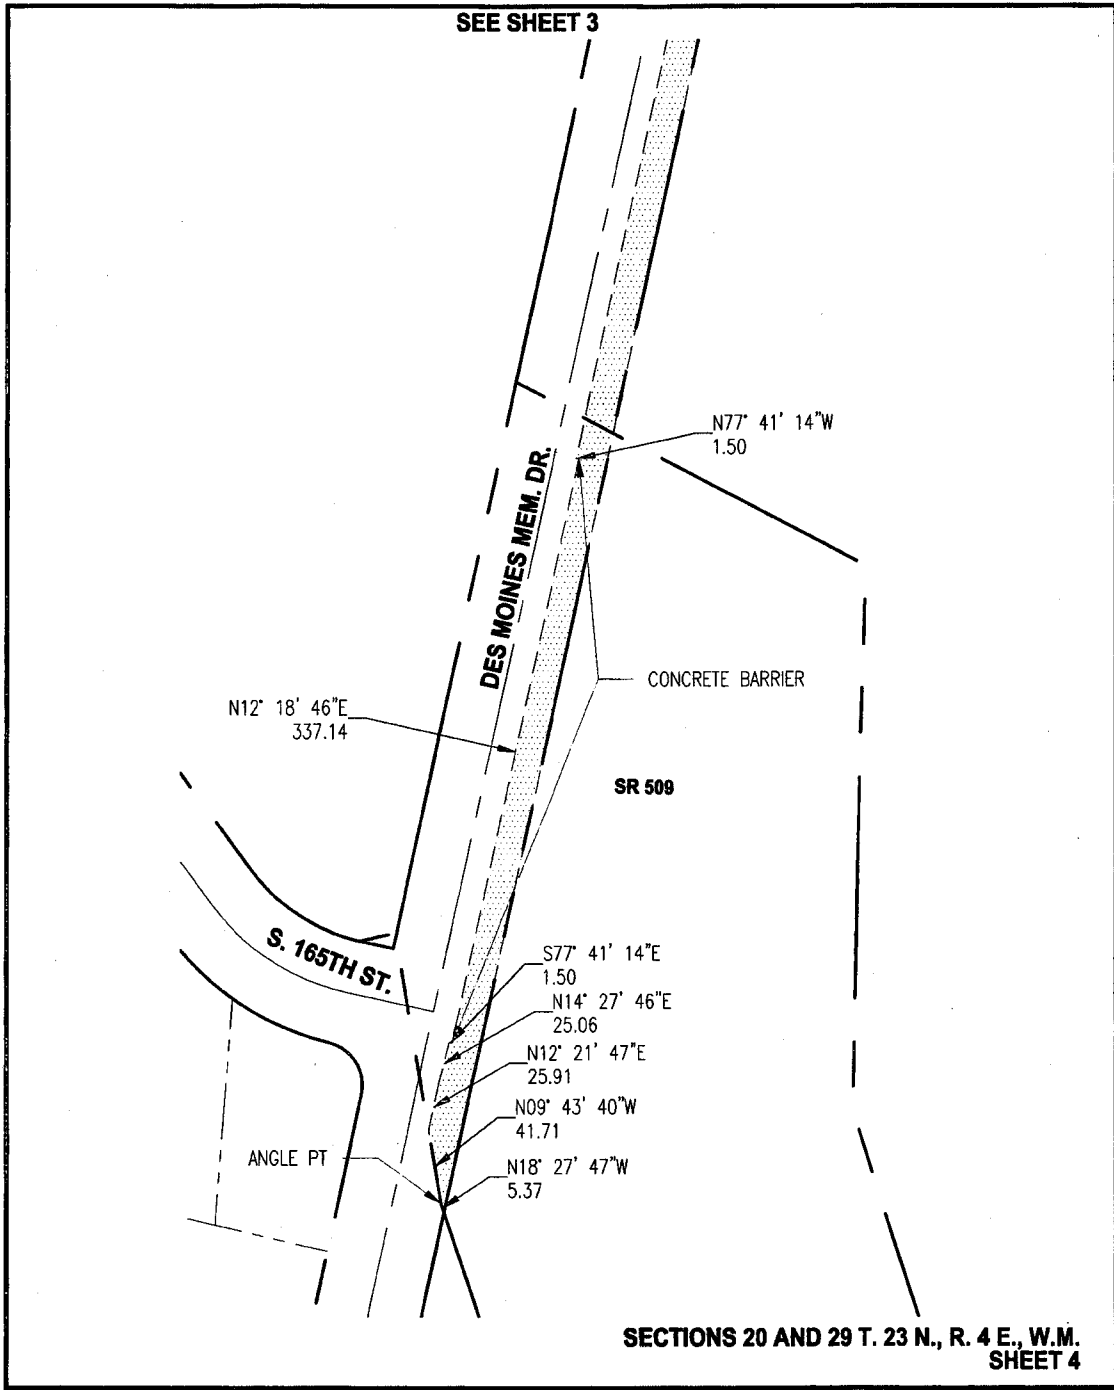 SEE SHEET 3
N77° 41' 14"W
1.50
DES MOINES MEM. DR.
CONCRETE BARRIER
N12° 18' 46"E
337.14
SR 509
S. 165TH ST.
S77° 41' 14"E
1.50
N14° 27' 46"E
25.06
N12° 21' 47"E
25.91
N09° 43' 40"W
41.71
ANGLE PT
N18° 27' 47"W
5.37
SECTIONS 20 AND 29 T. 23 N., R. 4 E., W.M.
SHEET 4